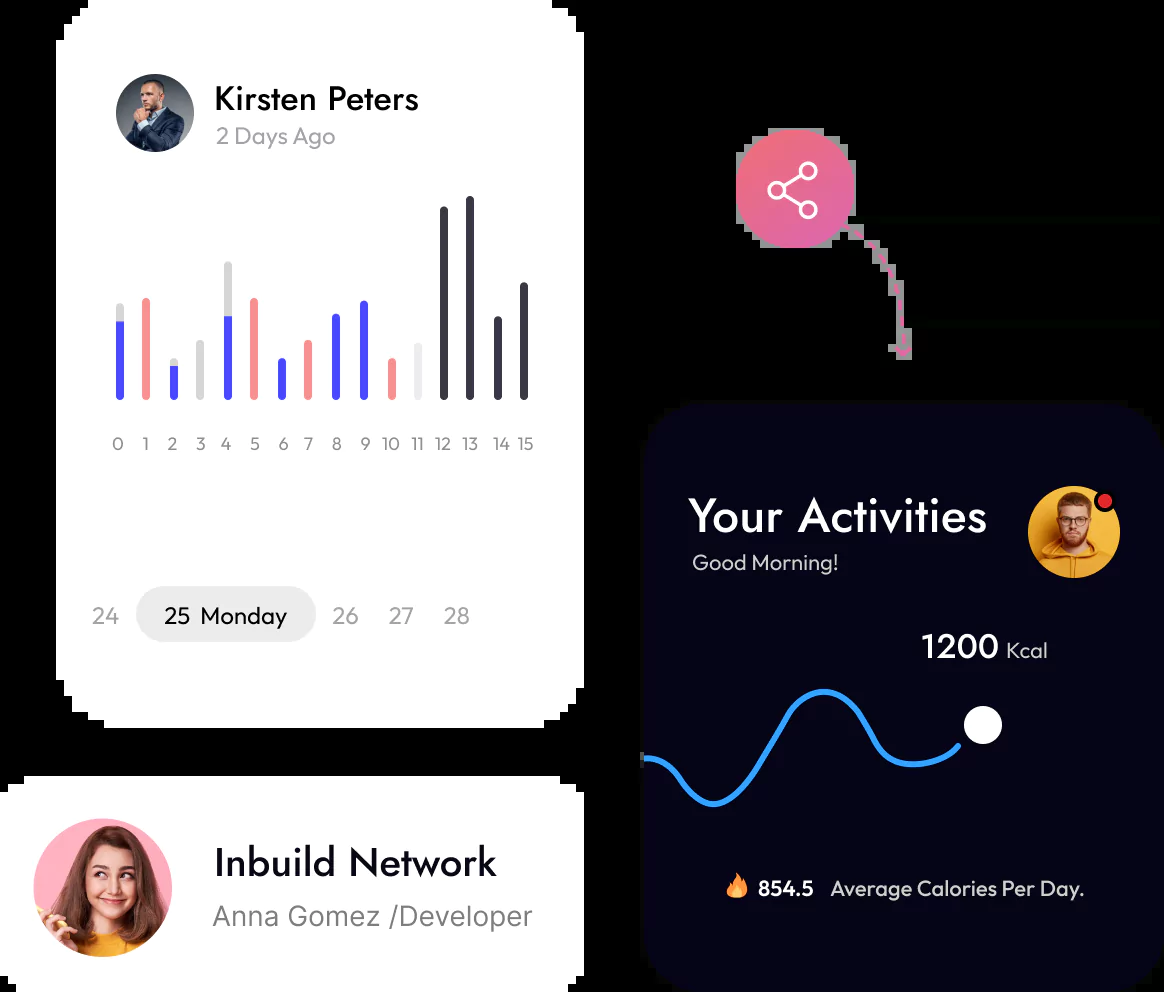 Kirsten Peters
2 Days Ago
0 1 2 3 4 5 6 7 8 9 10 11 12 13 14 15
24 25 Monday 26 27 28
Inbuild Network
Anna Gomez /Developer
Your Activities
Good Morning!
1200 Kcal
854.5 Average Calories Per Day.